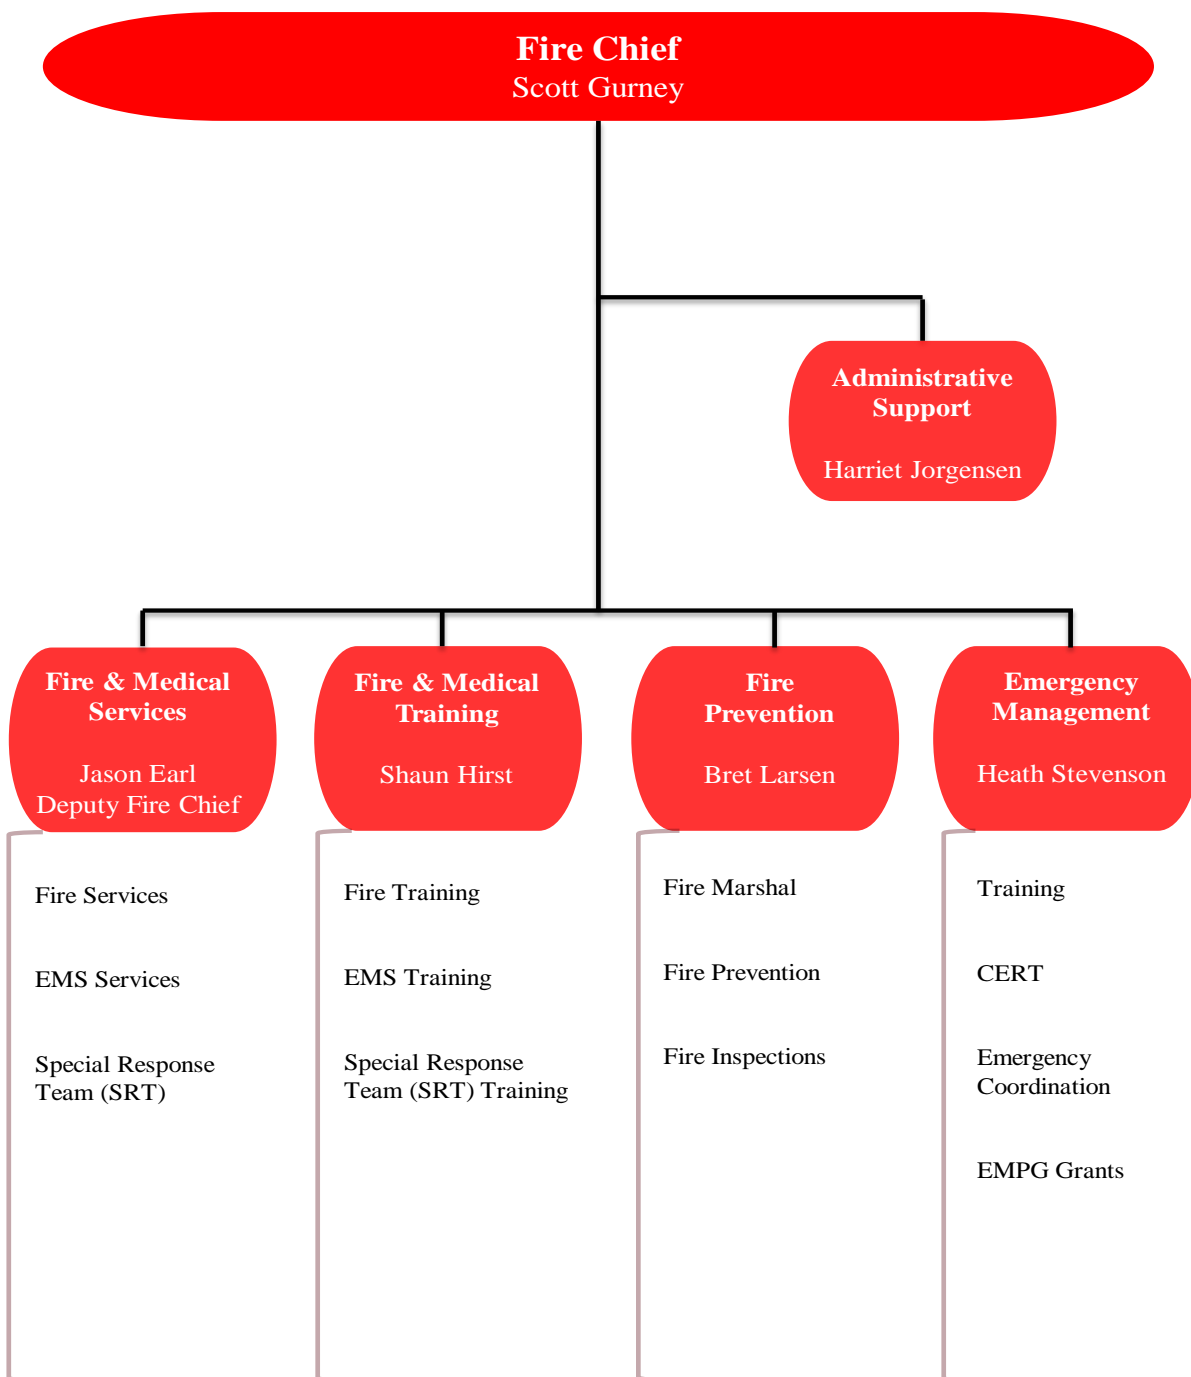 Fire Chief
Scott Gurney
Administrative
Support
Harriet Jorgensen
Fire & Medical
Services
Jason Earl
Deputy Fire Chief
Fire & Medical
Training
Shaun Hirst
Fire
Prevention
Bret Larsen
Emergency
Management
Heath Stevenson
Fire Services
EMS Services
Special Response
Team (SRT)
Fire Training
EMS Training
Special Response
Team (SRT) Training
Fire Marshal
Fire Prevention
Fire Inspections
Training
CERT
Emergency
Coordination
EMPG Grants